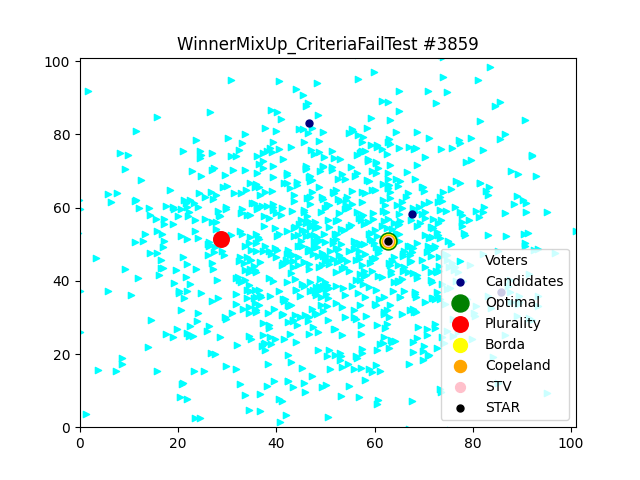 WinnerMixUp_CriteriaFailTest #3859
100
80
60
40
20
0
0
20
40
60
80
100
Voters
Candidates
Optimal
Plurality
Borda
Copeland
STV
STAR